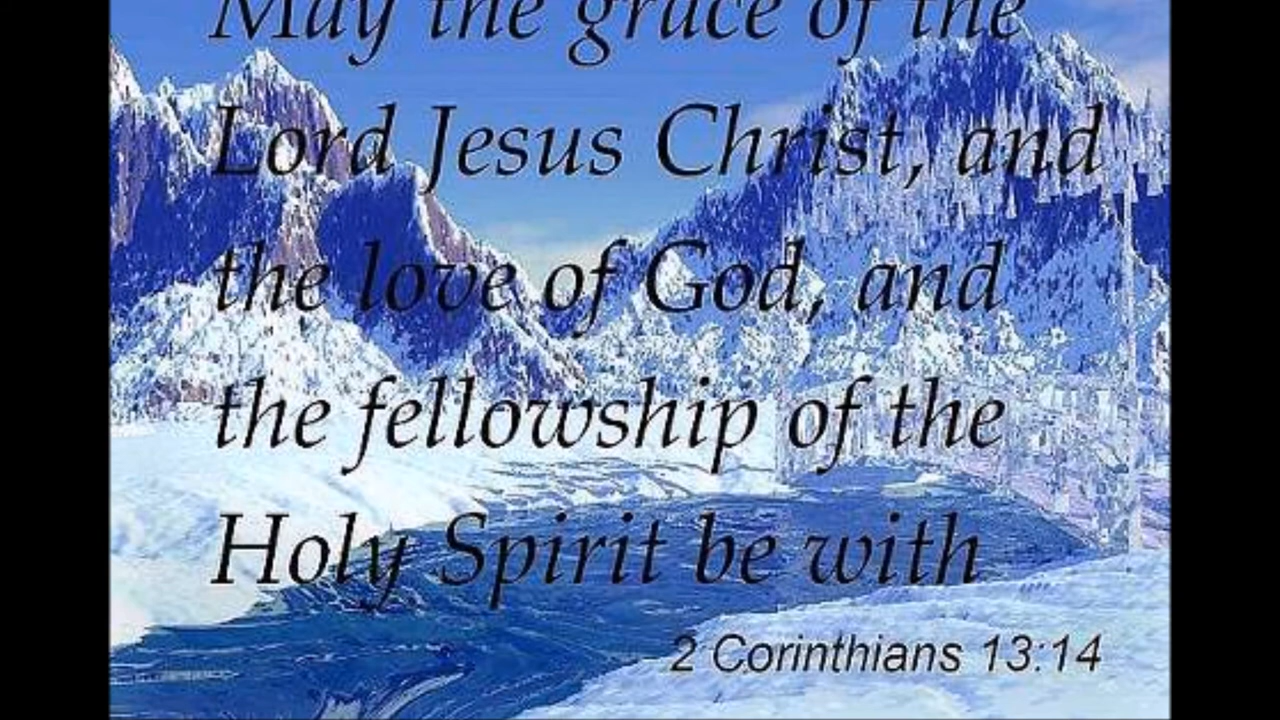 May the grace of the
Lord Jesus Christ, and
the love of God, and
the fellowship of the
Holy Spirit be with
2 Corinthians 13:14